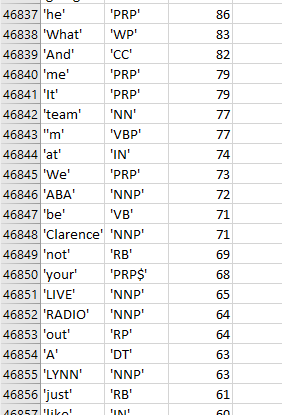 46837 'he' 'PRP' 86
46838 'What' 'WP' 83
46839 'And' 'CC' 82
46840 'me' 'PRP' 79
46841 'It' 'PRP' 79
46842 'team' 'NN' 77
46843 "m' 'VBP' 77
46844 'at' 'IN' 74
46845 'We' 'PRP' 73
46846 'ABA' 'NNP' 72
46847 'be' 'VB' 71
46848 'Clarence' 'NNP' 71
46849 'not' 'RB' 69
46850 'your' 'PRP$' 68
46851 'LIVE' 'NNP' 65
46852 'RADIO' 'NNP' 64
46853 'out' 'RP' 64
46854 'A' 'DT' 63
46855 'LYNN' 'NNP' 63
46856 'just' 'RB' 61
46857 'like' 'IN' 60